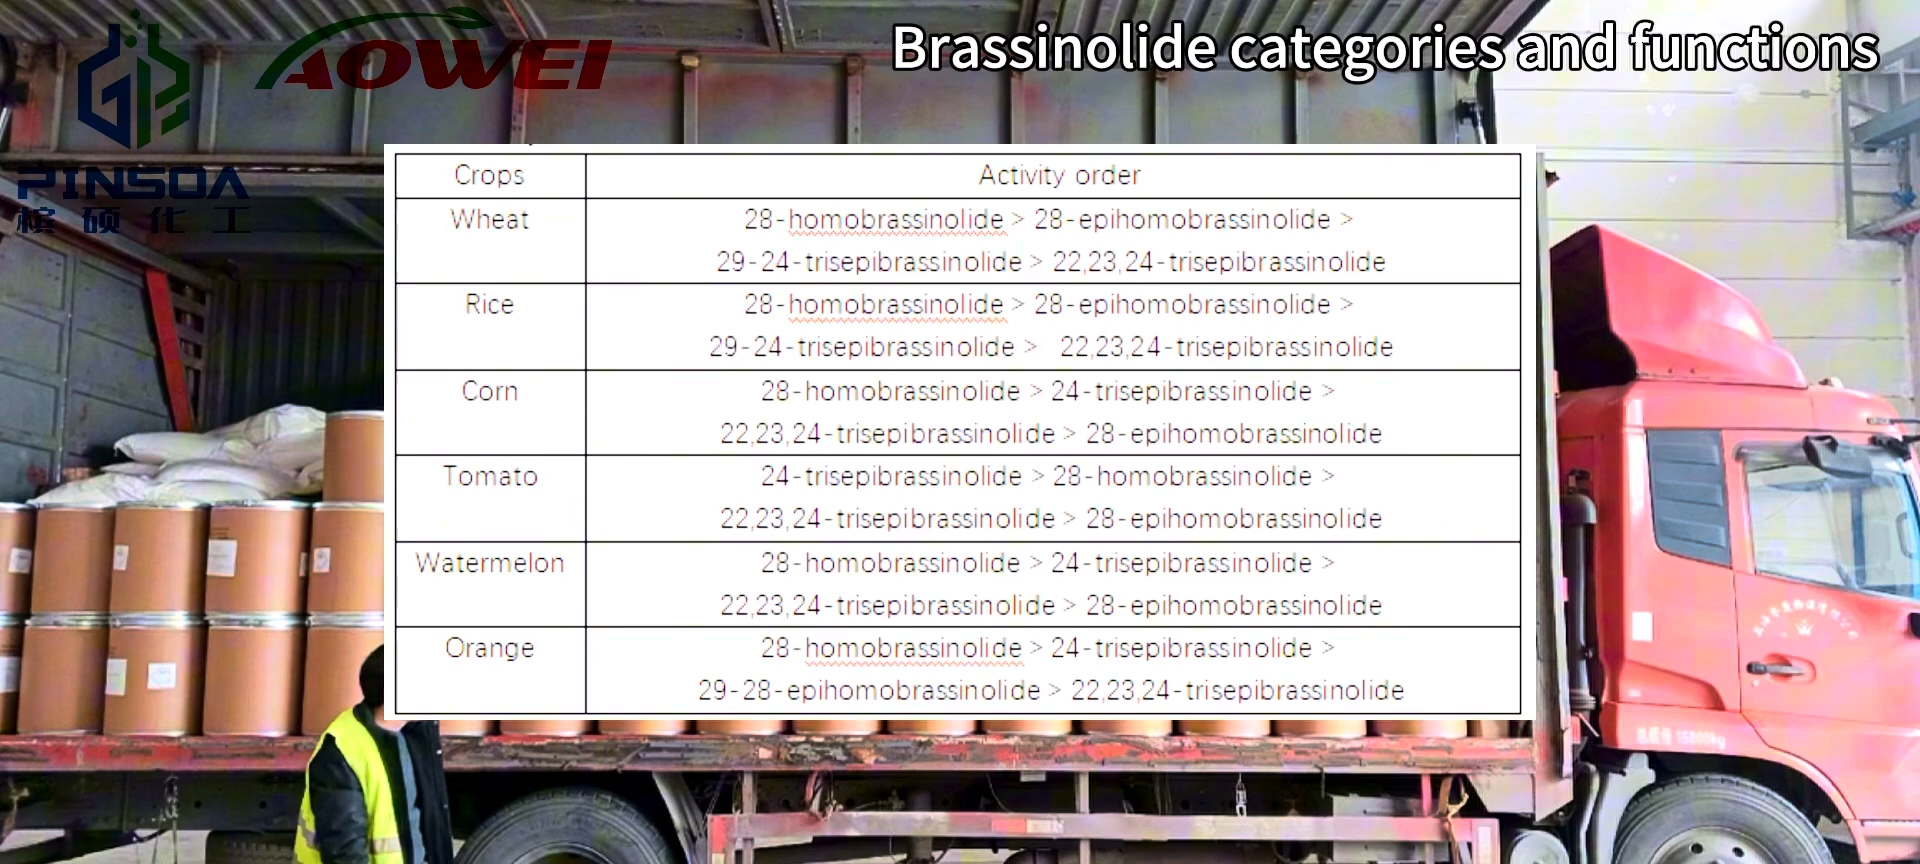 AOWEI
Brassinolide categories and functions
PINSOA
槟硕化工
Crops Activity order
Wheat 28-homobrassinolide > 28-epihomobrassinolide >
29-24-trisepibrassinolide > 22,23,24-trisepibrassinolide
Rice 28-homobrassinolide > 28-epihomobrassinolide >
29-24-trisepibrassinolide > 22,23,24-trisepibrassinolide
Corn 28-homobrassinolide > 24-trisepibrassinolide >
22,23,24-trisepibrassinolide > 28-epihomobrassinolide
Tomato 24-trisepibrassinolide > 28-homobrassinolide >
22,23,24-trisepibrassinolide > 28-epihomobrassinolide
Watermelon 28-homobrassinolide > 24-trisepibrassinolide >
22,23,24-trisepibrassinolide > 28-epihomobrassinolide
Orange 28-homobrassinolide > 24-trisepibrassinolide >
29-28-epihomobrassinolide > 22,23,24-trisepibrassinolide